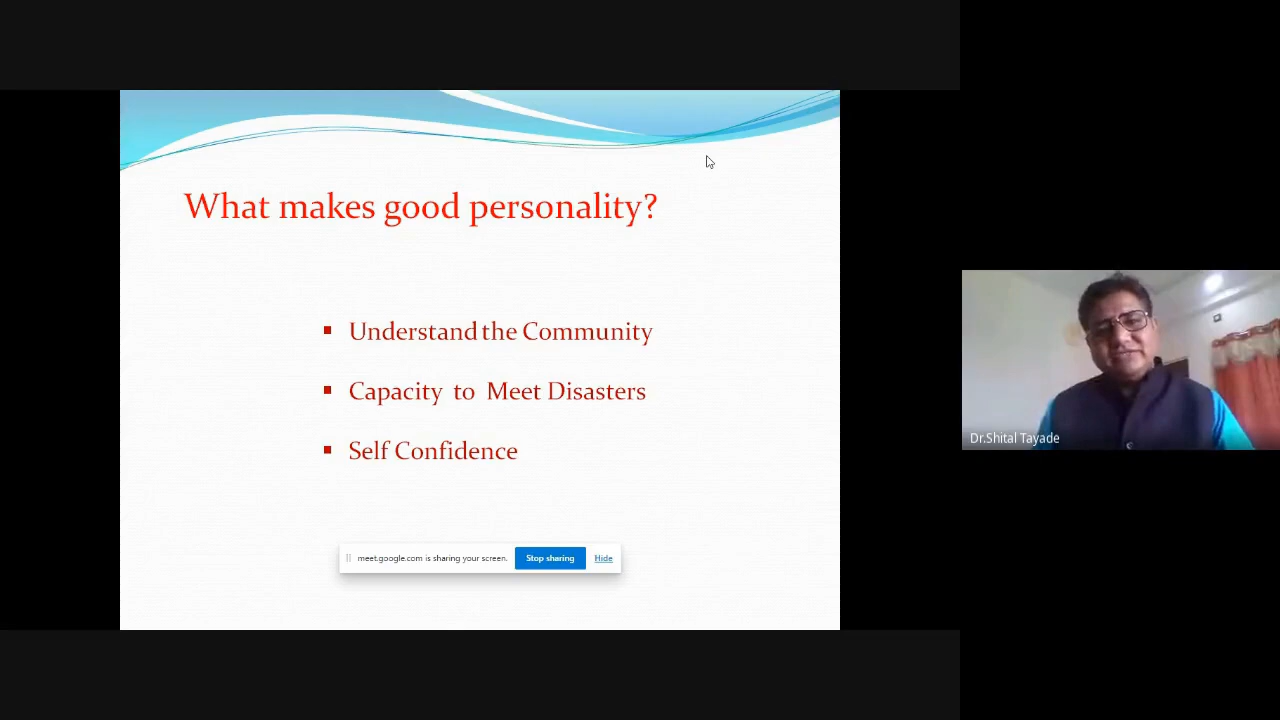 What makes good personality?
Understand the Community
Capacity to Meet Disasters
Self Confidence
meet.google.com is sharing your screen. Stop sharing Hide
Dr.Shital Tayade